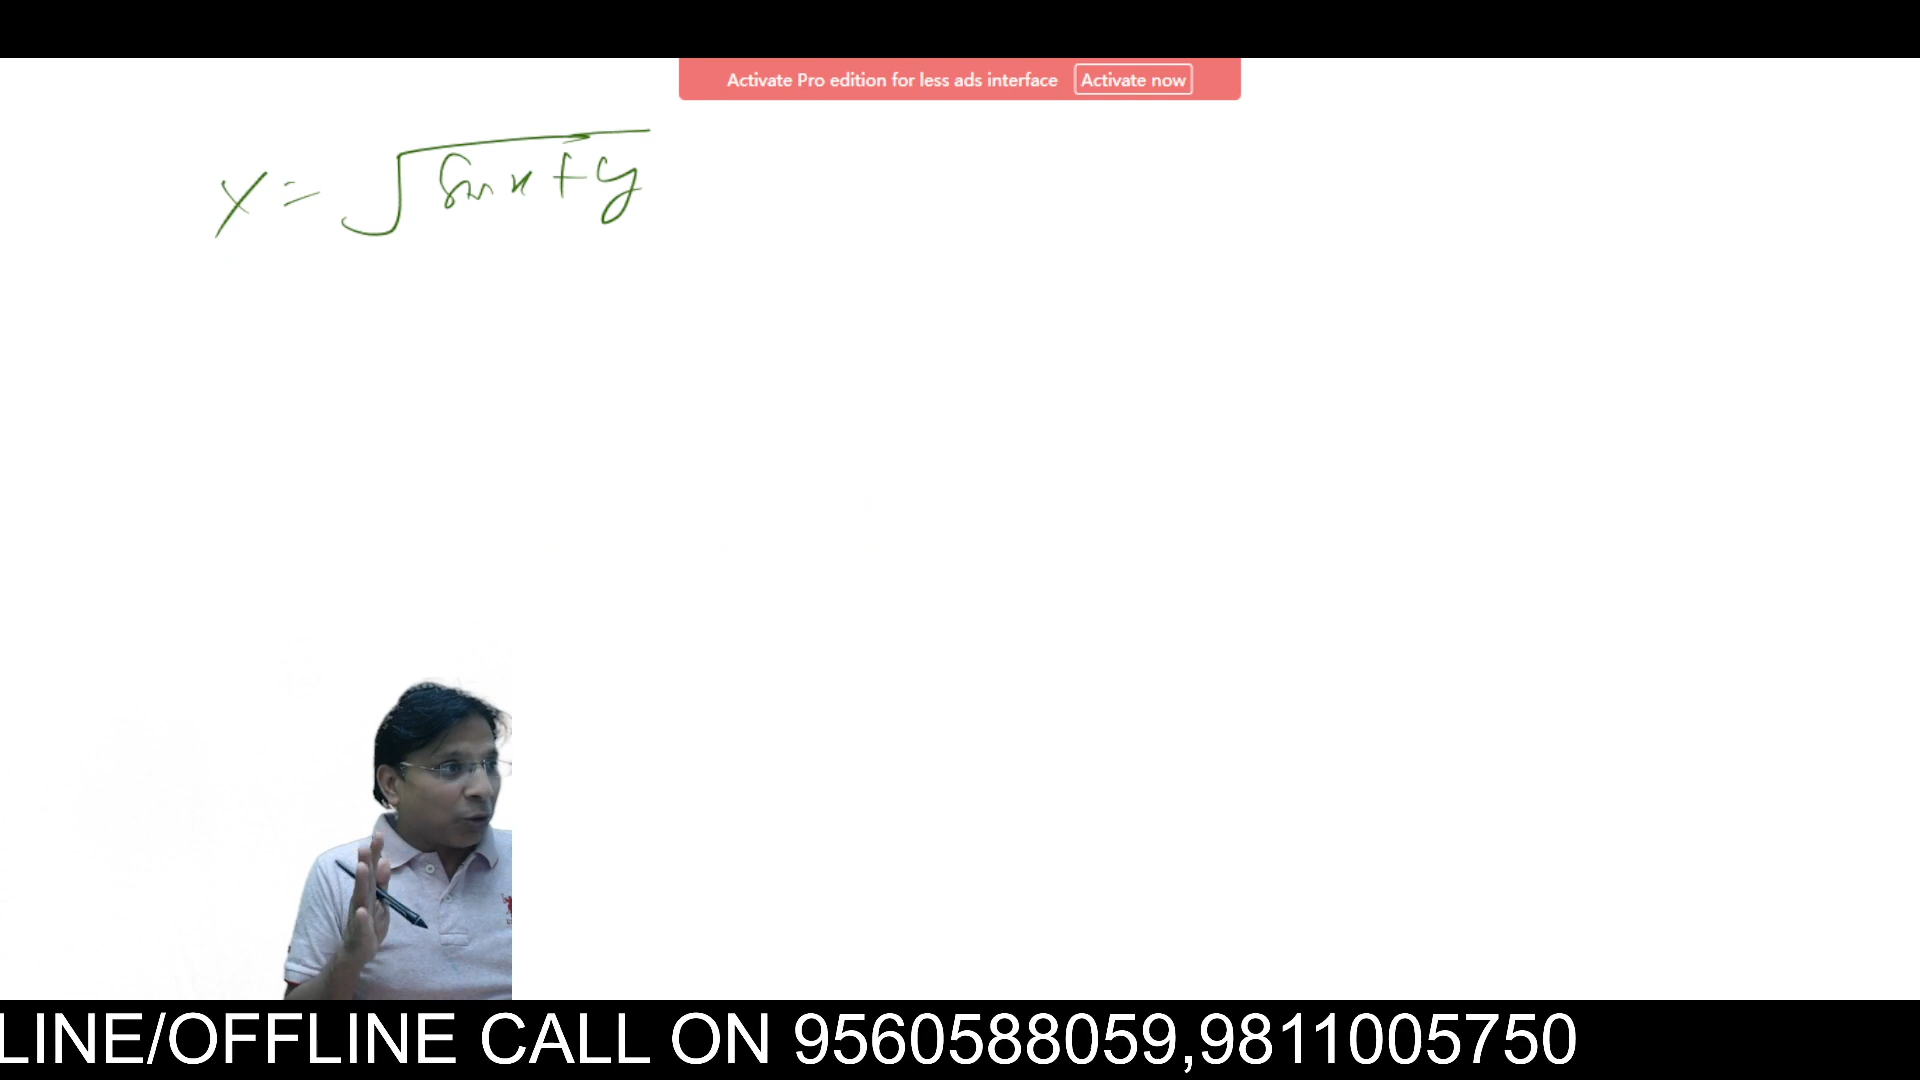 Activate Pro edition for less ads interface Activate now
y = √(sin x + y)
LINE/OFFLINE CALL ON 9560588059,9811005750